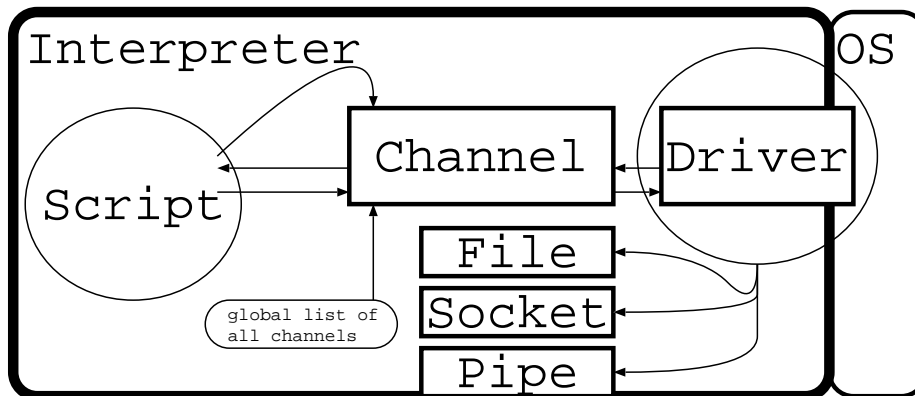 Interpreter
OS
Channel
Driver
Script
File
Socket
global list of
all channels
Pipe